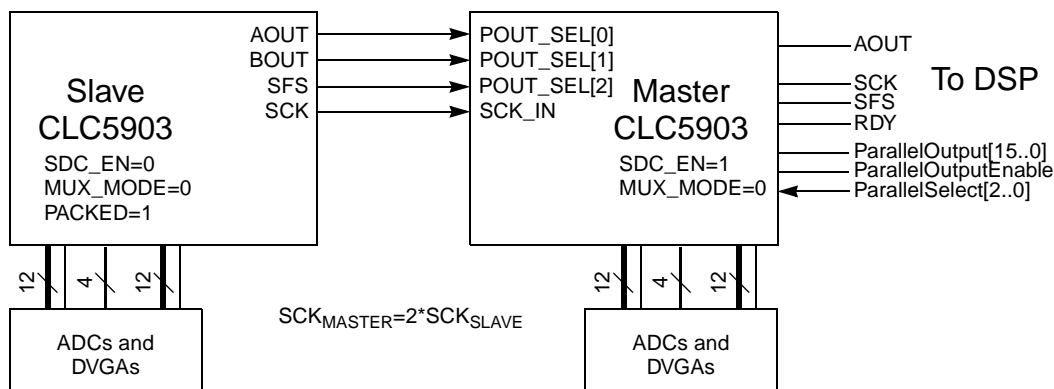 AOUT
BOUT
SFS
SCK
Slave
CLC5903
SDC_EN=0
MUX_MODE=0
PACKED=1
POUT_SEL[0]
POUT_SEL[1]
POUT_SEL[2]
SCK_IN
Master
CLC5903
SDC_EN=1
MUX_MODE=0
AOUT
SCK
SFS
RDY
To DSP
ParallelOutput[15..0]
ParallelOutputEnable
ParallelSelect[2..0]
12
4
12
ADCs and
DVGAs
SCKMASTER=2*SCKSLAVE
12
4
12
ADCs and
DVGAs